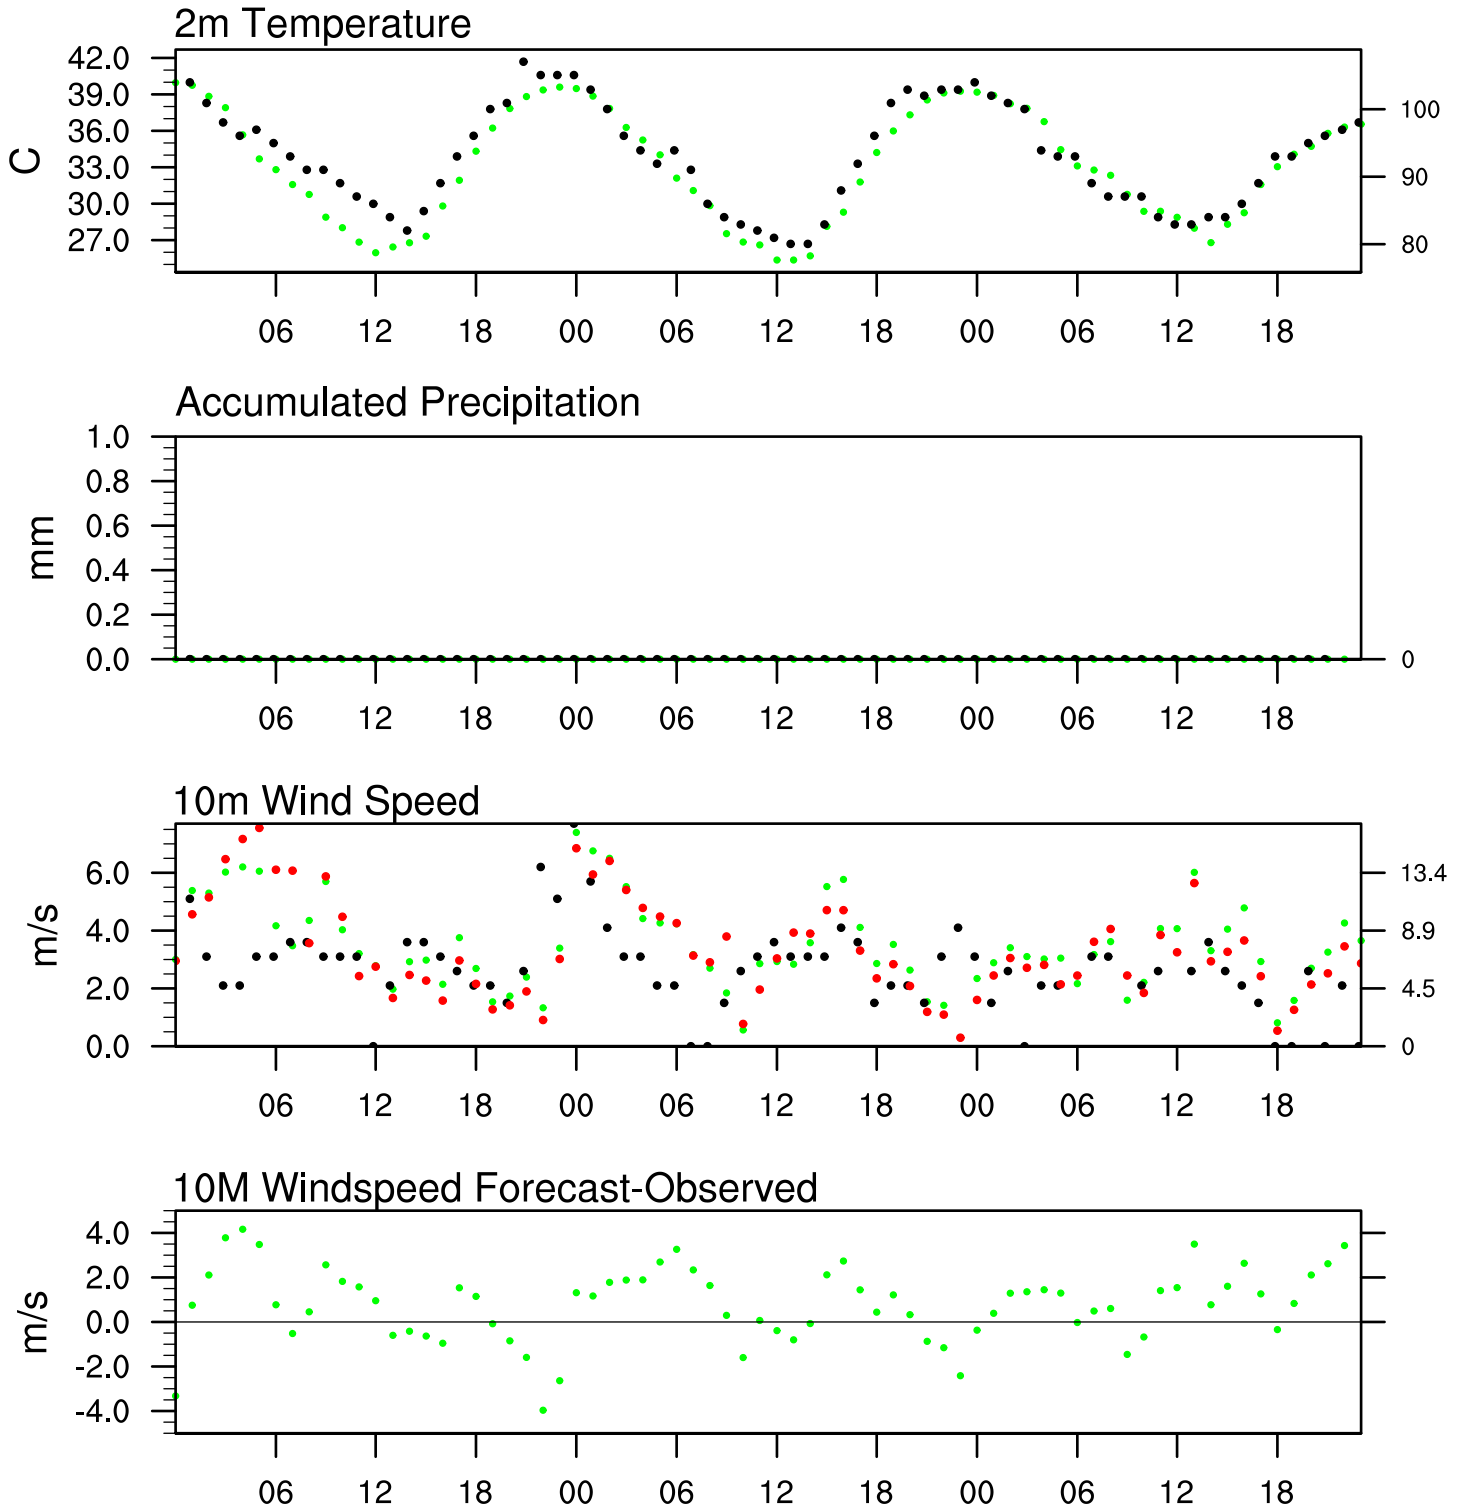 2m Temperature
42.0
39.0
36.0
33.0
30.0
27.0
C
100
90
80
06 12 18 00 06 12 18 00 06 12 18
Accumulated Precipitation
1.0
0.8
0.6
0.4
0.2
0.0
mm
0
06 12 18 00 06 12 18 00 06 12 18
10m Wind Speed
6.0
4.0
2.0
0.0
m/s
13.4
8.9
4.5
0
06 12 18 00 06 12 18 00 06 12 18
10M Windspeed Forecast-Observed
4.0
2.0
0.0
-2.0
-4.0
m/s
06 12 18 00 06 12 18 00 06 12 18